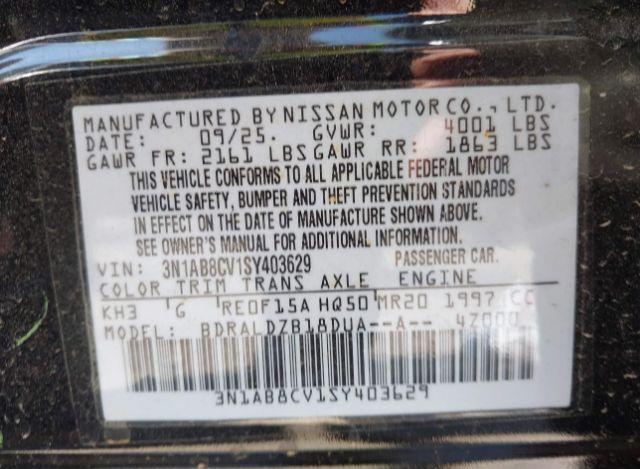 MANUFACTURED BY NISSAN MOTOR CO., LTD.
DATE: 09/25. GVWR: 4001 LBS
GAWR FR: 2161 LBS GAWR RR: 1863 LBS
THIS VEHICLE CONFORMS TO ALL APPLICABLE FEDERAL MOTOR
VEHICLE SAFETY, BUMPER AND THEFT PREVENTION STANDARDS
IN EFFECT ON THE DATE OF MANUFACTURE SHOWN ABOVE.
SEE OWNER'S MANUAL FOR ADDITIONAL INFORMATION.
VIN: 3N1AB8CV1SY403629 PASSENGER CAR.
COLOR TRIM TRANS AXLE ENGINE
KH3 G RE0F15A HQ50 MR20 1997 CC
MODEL: BDRALDZB18DUA--A-- 4Z000
3N1AB8CV1SY403629